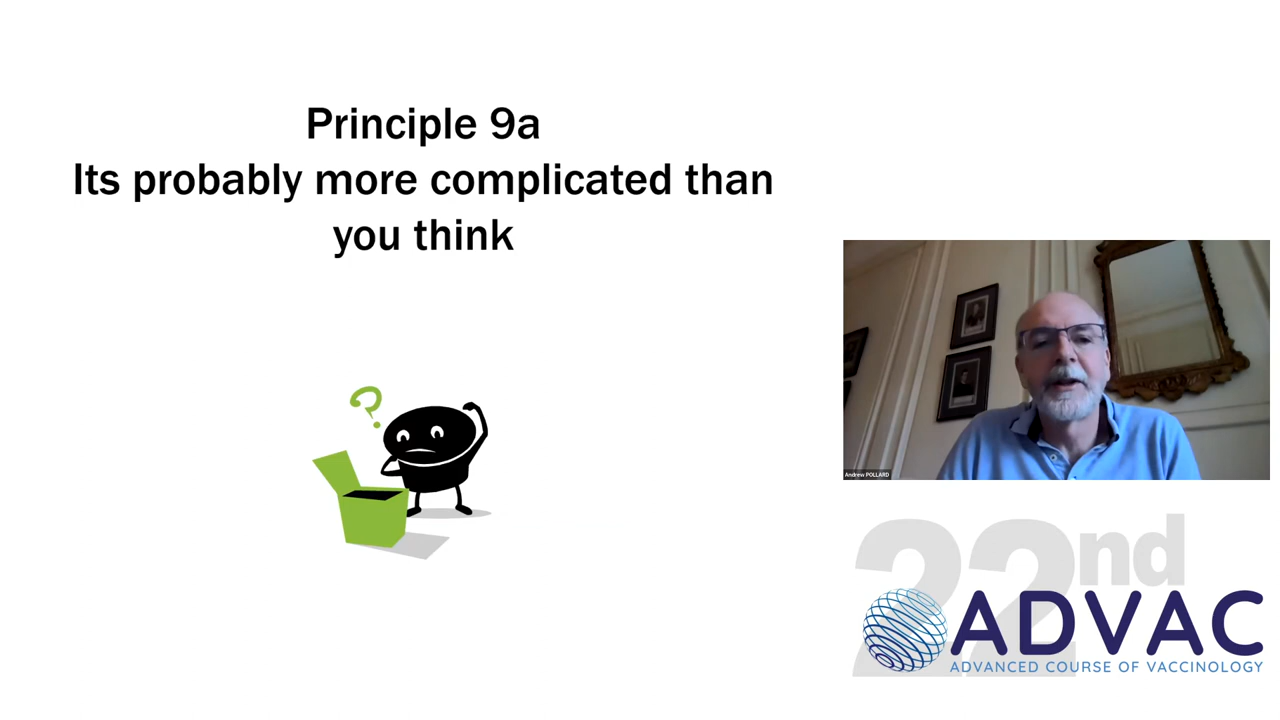 Principle 9a
Its probably more complicated than
you think
?
Andrew POLLARD
22nd
ADVAC
ADVANCED COURSE OF VACCINOLOGY